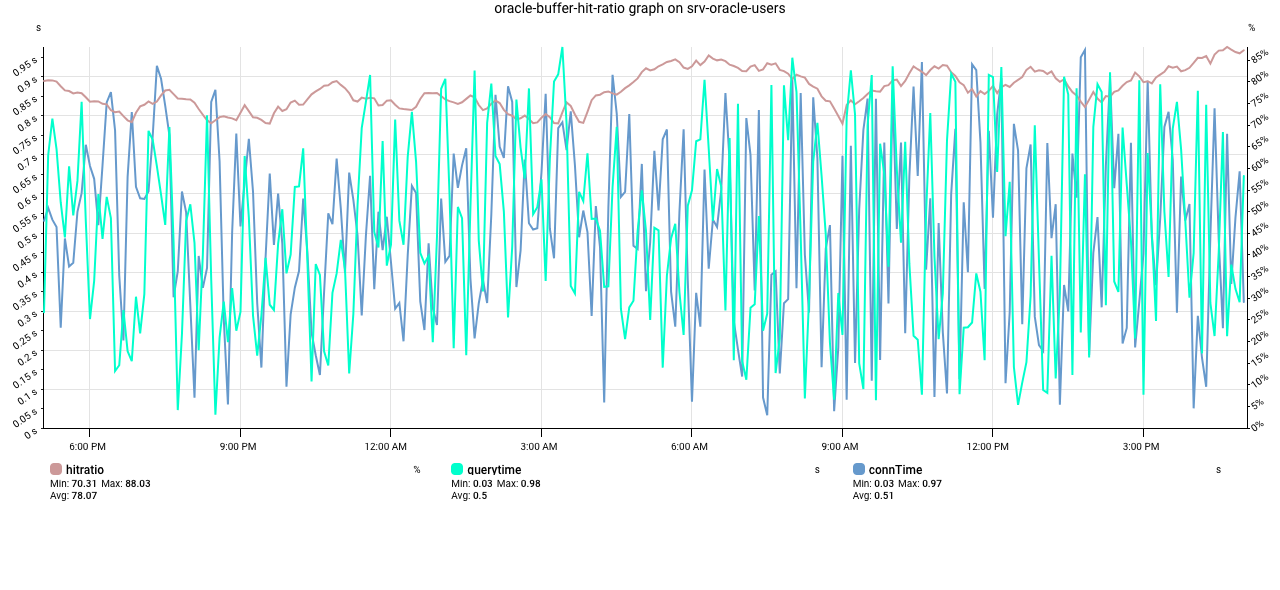 oracle-buffer-hit-ratio graph on srv-oracle-users
s %
0.95 s
0.9 s
0.85 s
0.8 s
0.75 s
0.7 s
0.65 s
0.6 s
0.55 s
0.5 s
0.45 s
0.4 s
0.35 s
0.3 s
0.25 s
0.2 s
0.15 s
0.1 s
0.05 s
0 s
85%
80%
75%
70%
65%
60%
55%
50%
45%
40%
35%
30%
25%
20%
15%
10%
5%
0%
6:00 PM 9:00 PM 12:00 AM 3:00 AM 6:00 AM 9:00 AM 12:00 PM 3:00 PM
hitratio % querytime s connTime s
Min: 70.31 Max: 88.03 Min: 0.03 Max: 0.98 Min: 0.03 Max: 0.97
Avg: 78.07 Avg: 0.5 Avg: 0.51